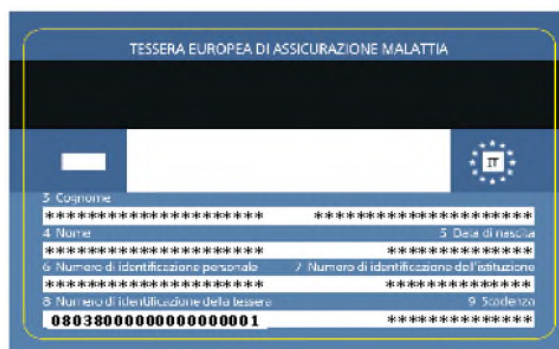 TESSERA EUROPEA DI ASSICURAZIONE MALATTIA
IT
3 Cognome
********************* *********************
4 Nome 5 Data di nascita
********************* **************
6 Numero di identificazione personale 7 Numero di identificazione dell'istituzione
********************* **************
8 Numero di identificazione della tessera 9 Scadenza
08038000000000000001 **************